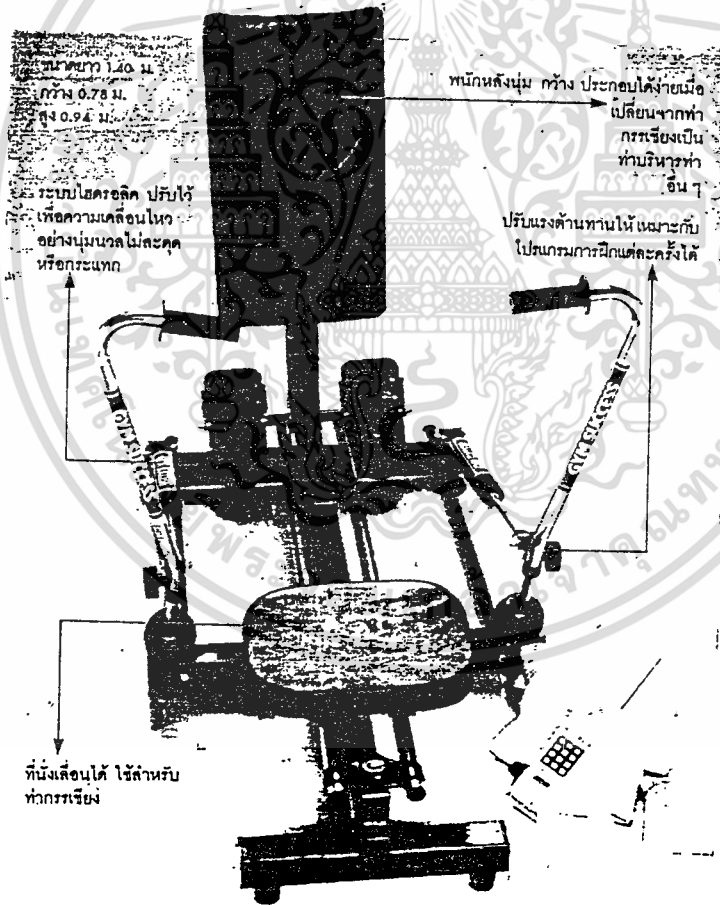 ขนาดยาว 1.40 ม.
กว้าง 0.78 ม.
สูง 0.94 ม.
พนักหลังนุ่ม กว้าง ประกอบได้ง่ายเมื่อ
เปลี่ยนจากท่า
กรรเชียงเป็น
ท่าบริหารท่า
อื่น ๆ
ระบบไฮดรอลิค ปรับไว้
เพื่อความเคลื่อนไหว
อย่างนุ่มนวลไม่สะดุด
หรือกระแทก
ปรับแรงต้านทานให้เหมาะกับ
โปรแกรมการฝึกแต่ละครั้งได้
ที่นั่งเลื่อนได้ ใช้สำหรับ
ท่ากรรเชียง